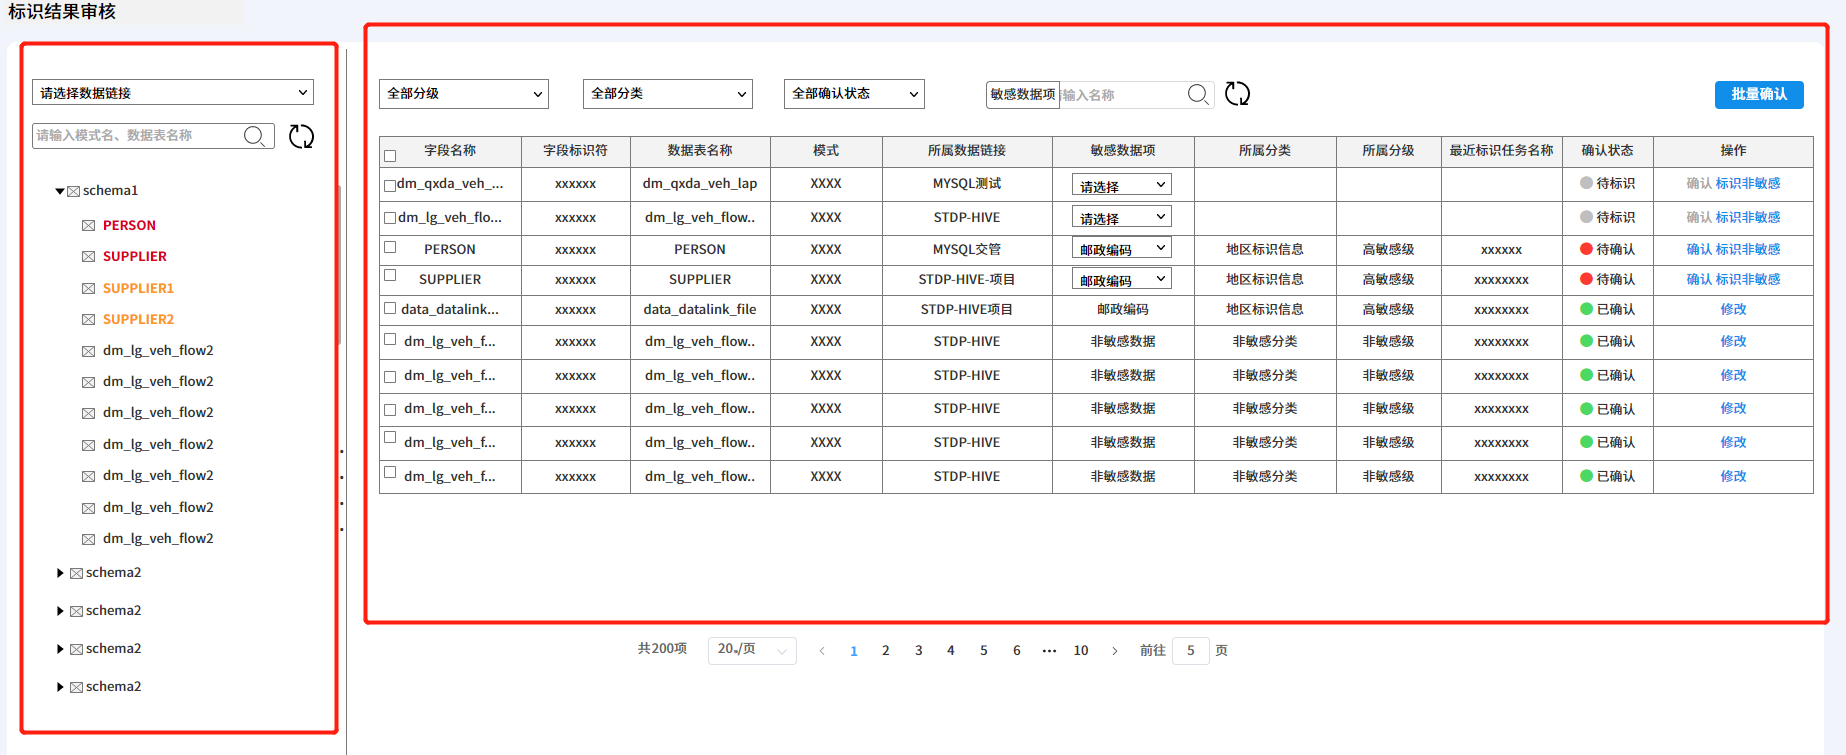 标识结果审核
请选择数据链接
请输入模式名、数据表名称
schema1
PERSON
SUPPLIER
SUPPLIER1
SUPPLIER2
dm_lg_veh_flow2
dm_lg_veh_flow2
dm_lg_veh_flow2
dm_lg_veh_flow2
dm_lg_veh_flow2
dm_lg_veh_flow2
dm_lg_veh_flow2
schema2
schema2
schema2
schema2
全部分级 全部分类 全部确认状态 敏感数据项 输入名称 批量确认
字段名称 字段标识符 数据表名称 模式 所属数据链接 敏感数据项 所属分类 所属分级 最近标识任务名称 确认状态 操作
dm_qxda_veh_... xxxxxx dm_qxda_veh_lap XXXX MYSQL测试 请选择 待标识 确认 标识非敏感
dm_lg_veh_flo... xxxxxx dm_lg_veh_flow.. XXXX STDP-HIVE 请选择 待标识 确认 标识非敏感
PERSON xxxxxx PERSON XXXX MYSQL交管 邮政编码 地区标识信息 高敏感级 xxxxxx 待确认 确认 标识非敏感
SUPPLIER xxxxxx SUPPLIER XXXX STDP-HIVE-项目 邮政编码 地区标识信息 高敏感级 xxxxxxxx 待确认 确认 标识非敏感
data_datalink... xxxxxx data_datalink_file XXXX STDP-HIVE项目 邮政编码 地区标识信息 高敏感级 xxxxxxxx 已确认 修改
dm_lg_veh_f... xxxxxx dm_lg_veh_flow.. XXXX STDP-HIVE 非敏感数据 非敏感分类 非敏感级 xxxxxxxx 已确认 修改
dm_lg_veh_f... xxxxxx dm_lg_veh_flow.. XXXX STDP-HIVE 非敏感数据 非敏感分类 非敏感级 xxxxxxxx 已确认 修改
dm_lg_veh_f... xxxxxx dm_lg_veh_flow.. XXXX STDP-HIVE 非敏感数据 非敏感分类 非敏感级 xxxxxxxx 已确认 修改
dm_lg_veh_f... xxxxxx dm_lg_veh_flow.. XXXX STDP-HIVE 非敏感数据 非敏感分类 非敏感级 xxxxxxxx 已确认 修改
dm_lg_veh_f... xxxxxx dm_lg_veh_flow.. XXXX STDP-HIVE 非敏感数据 非敏感分类 非敏感级 xxxxxxxx 已确认 修改
共200项 20./页 1 2 3 4 5 6 ••• 10 前往 5 页